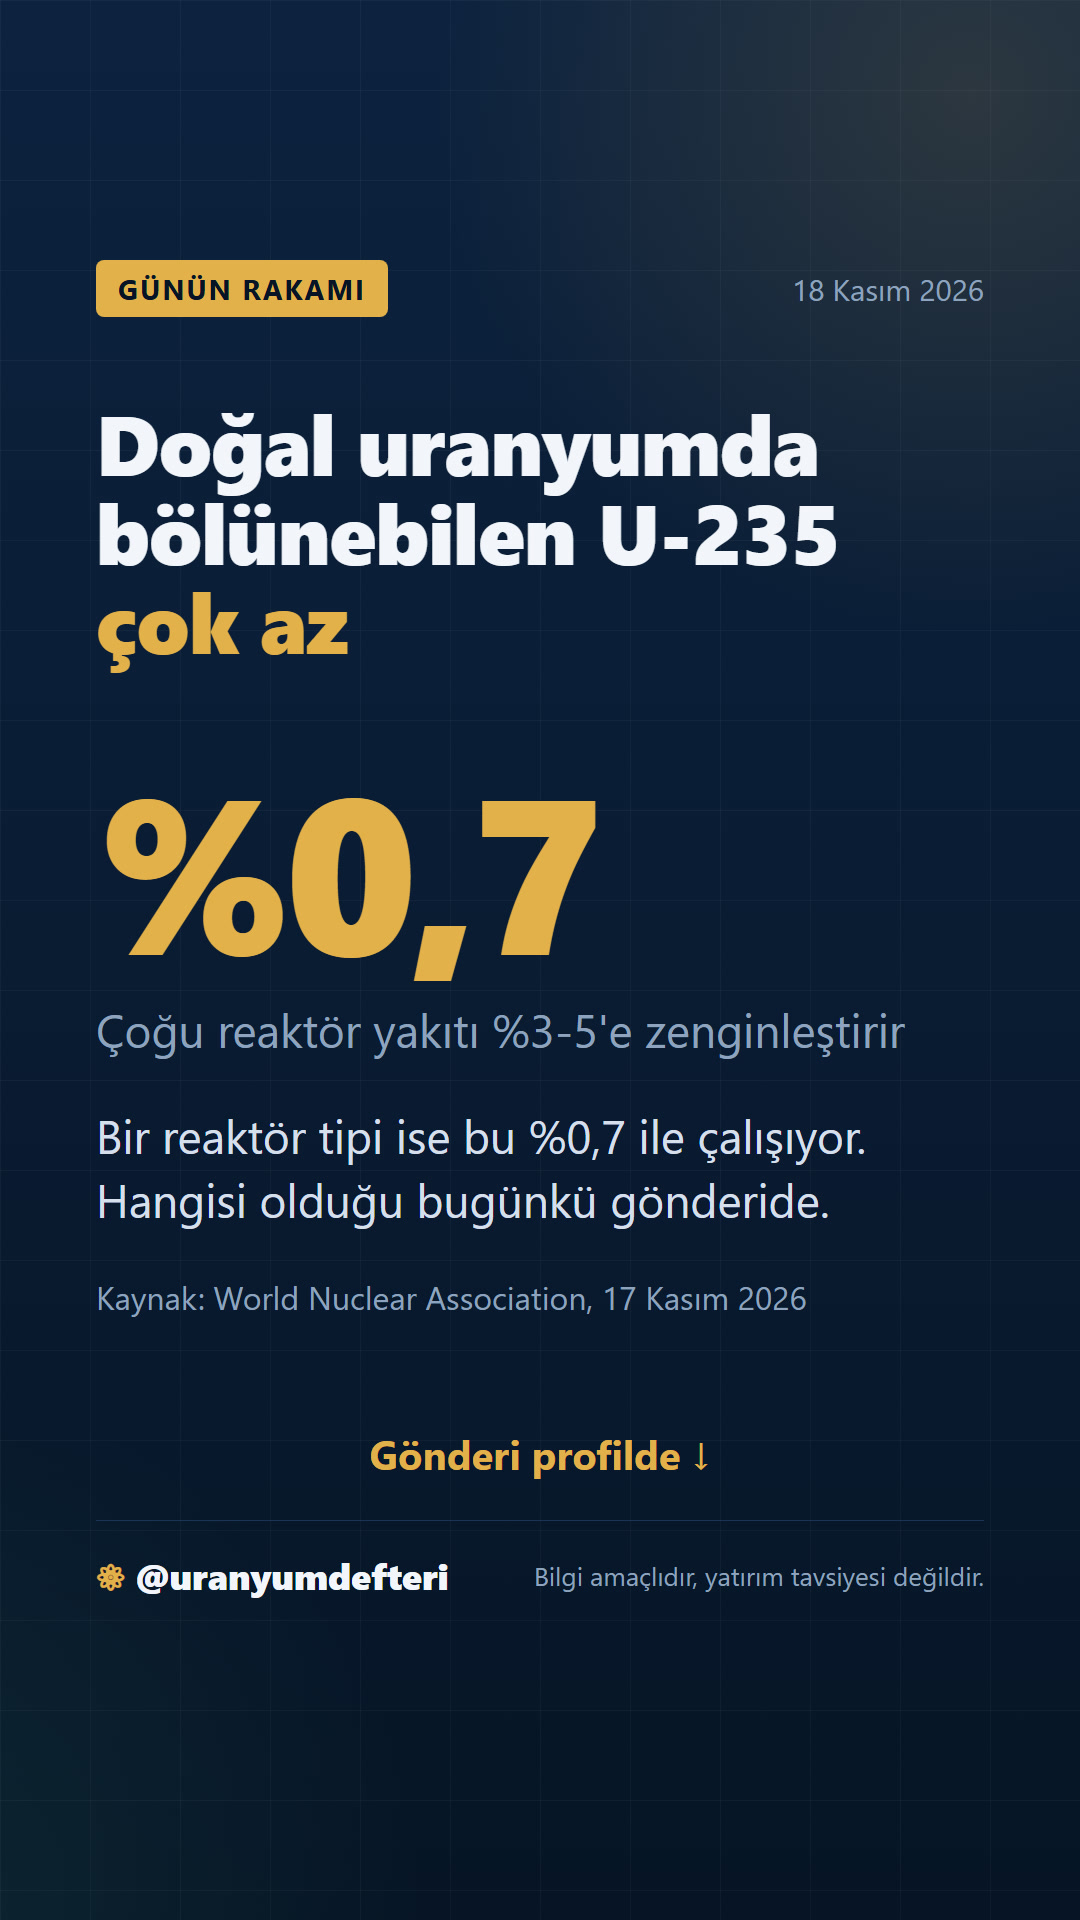 GÜNÜN RAKAMI
18 Kasım 2026
Doğal uranyumda
bölünebilen U-235
çok az
%0,7
Çoğu reaktör yakıtı %3-5'e zenginleştirir
Bir reaktör tipi ise bu %0,7 ile çalışıyor.
Hangisi olduğu bugünkü gönderide.
Kaynak: World Nuclear Association, 17 Kasım 2026
Gönderi profilde ↓
@uranyumdefteri
Bilgi amaçlıdır, yatırım tavsiyesi değildir.